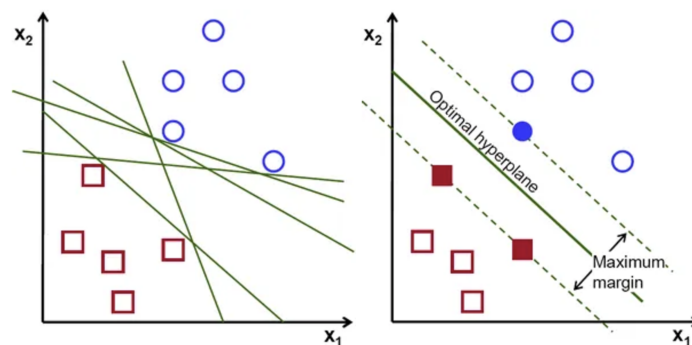 x₂
x₁
x₂
Optimal hyperplane
Maximum
margin
x₁